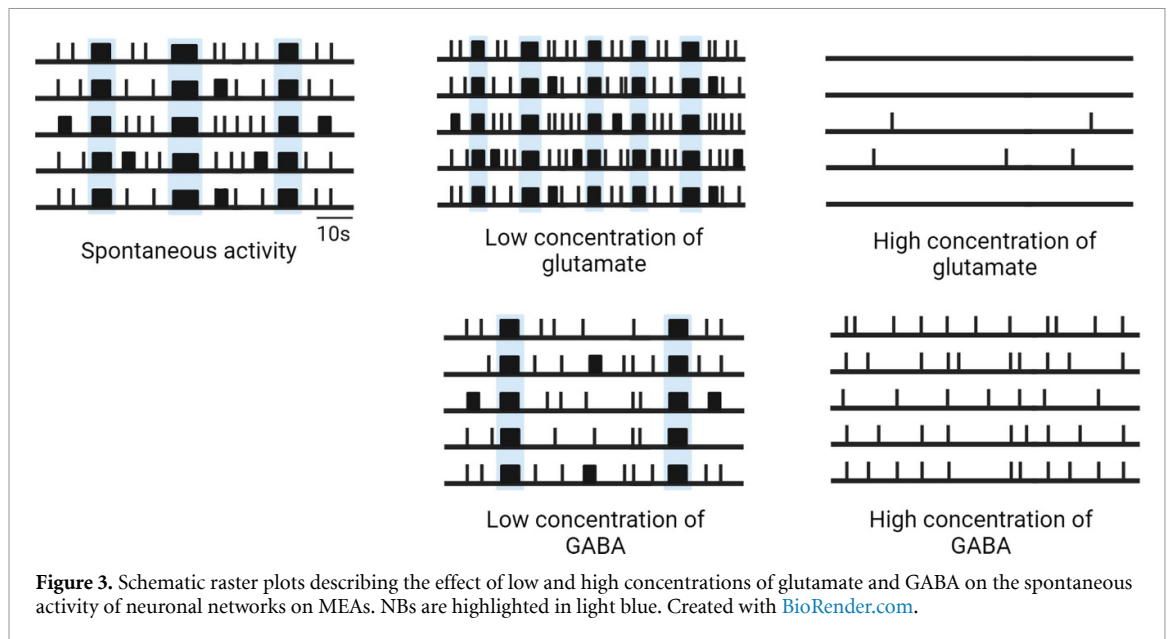 10s
Spontaneous activity
Low concentration of
glutamate
High concentration of
glutamate
Low concentration of
GABA
High concentration of
GABA
Figure 3. Schematic raster plots describing the effect of low and high concentrations of glutamate and GABA on the spontaneous
activity of neuronal networks on MEAs. NBs are highlighted in light blue. Created with BioRender.com.